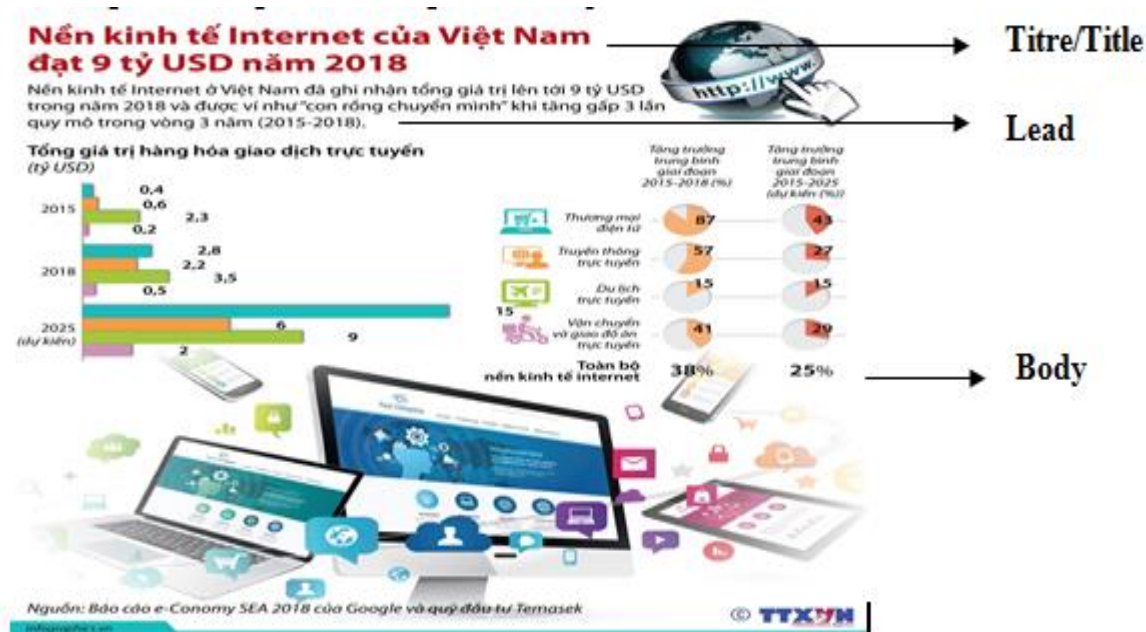 Nền kinh tế Internet của Việt Nam
đạt 9 tỷ USD năm 2018
Nền kinh tế Internet ở Việt Nam đã ghi nhận tổng giá trị lên tới 9 tỷ USD
trong năm 2018 và được ví như "con rồng chuyển mình" khi tăng gấp 3 lần
quy mô trong vòng 3 năm (2015-2018).
http://www.
Titre/Title
Lead
Body
Tổng giá trị hàng hóa giao dịch trực tuyến
(tỷ USD)
2015
0,4
0,6
2,3
0,2
2018
2,8
2,2
3,5
0,5
2025
(dự kiến)
15
6
9
2
Tăng trưởng
trung bình
giai đoạn
2015-2018 (%)
Tăng trưởng
trung bình
giai đoạn
2015-2025
(dự kiến (%))
Thương mại
điện tử
87
43
Truyền thông
trực tuyến
57
27
Du lịch
trực tuyến
15
15
Vận chuyển
và giao đồ ăn
trực tuyến
41
29
Toàn bộ
nền kinh tế internet
38%
25%
Nguồn: Báo cáo e-Conomy SEA 2018 của Google và quỹ đầu tư Temasek
© TTXVN
infographics.vn